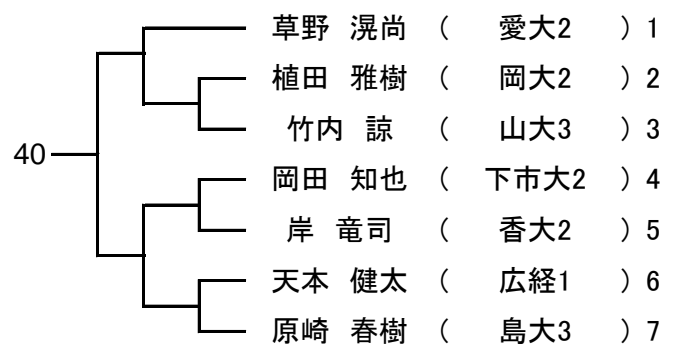 草野 滉尚 ( 愛大2 ) 1
植田 雅樹 ( 岡大2 ) 2
竹内 諒 ( 山大3 ) 3
40
岡田 知也 ( 下市大2 ) 4
岸 竜司 ( 香大2 ) 5
天本 健太 ( 広経1 ) 6
原崎 春樹 ( 島大3 ) 7